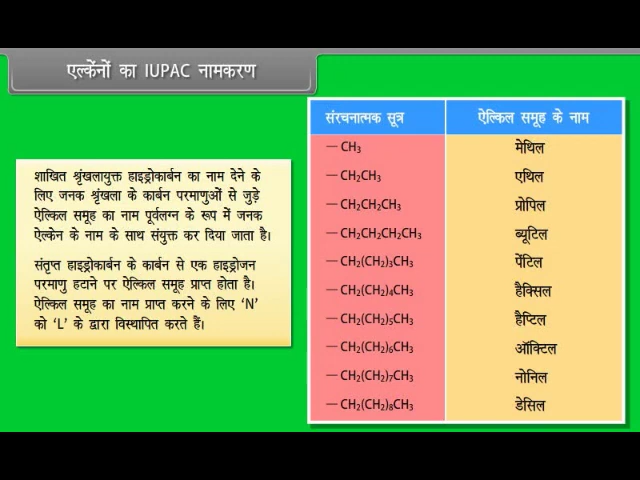 एल्केंनों का IUPAC नामकरण
शाखित श्रृंखलायुक्त हाइड्रोकार्बन का नाम देने के
लिए जनक श्रृंखला के कार्बन परमाणुओं से जुड़े
ऐल्किल समूह का नाम पूर्वलग्न के रूप में जनक
ऐल्केन के नाम के साथ संयुक्त कर दिया जाता है।
संतृप्त हाइड्रोकार्बन के कार्बन से एक हाइड्रोजन
परमाणु हटाने पर ऐल्किल समूह प्राप्त होता है।
ऐल्किल समूह का नाम प्राप्त करने के लिए ‘N’
को ‘L’ के द्वारा विस्थापित करते हैं।
संरचनात्मक सूत्र ऐल्किल समूह के नाम
— CH₃ मेथिल
— CH₂CH₃ एथिल
— CH₂CH₂CH₃ प्रोपिल
— CH₂CH₂CH₂CH₃ ब्यूटिल
— CH₂(CH₂)₃CH₃ पेंटिल
— CH₂(CH₂)₄CH₃ हैक्सिल
— CH₂(CH₂)₅CH₃ हैप्टिल
— CH₂(CH₂)₆CH₃ ऑक्टिल
— CH₂(CH₂)₇CH₃ नोनिल
— CH₂(CH₂)₈CH₃ डेसिल